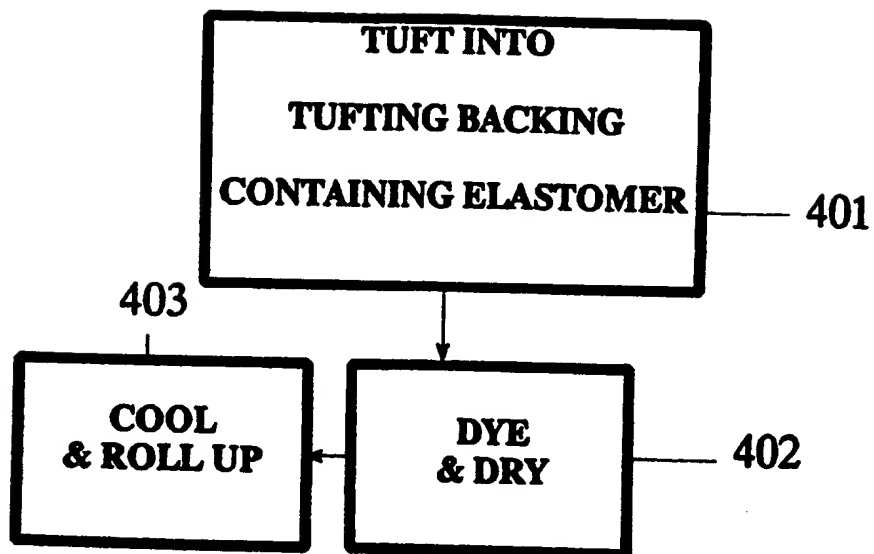 TUFT INTO
TUFTING BACKING
CONTAINING ELASTOMER
401
403
COOL
& ROLL UP
DYE
& DRY
402